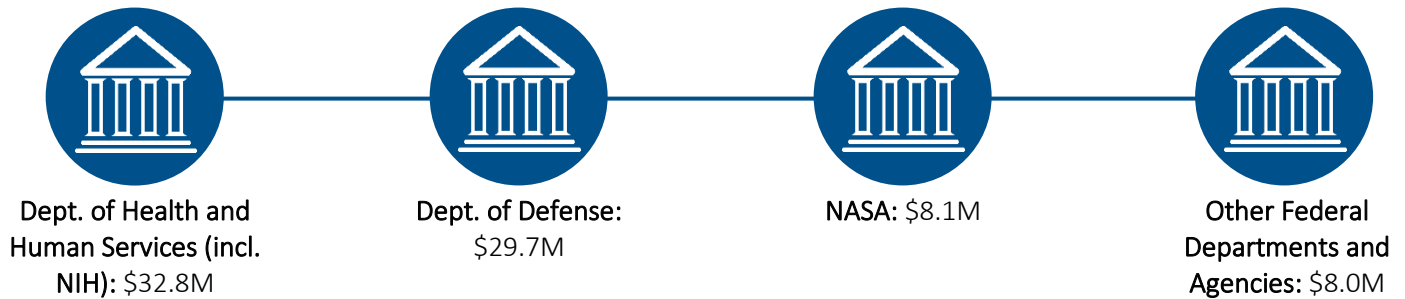 Dept. of Health and
Human Services (incl.
NIH): $32.8M
Dept. of Defense:
$29.7M
NASA: $8.1M
Other Federal
Departments and
Agencies: $8.0M